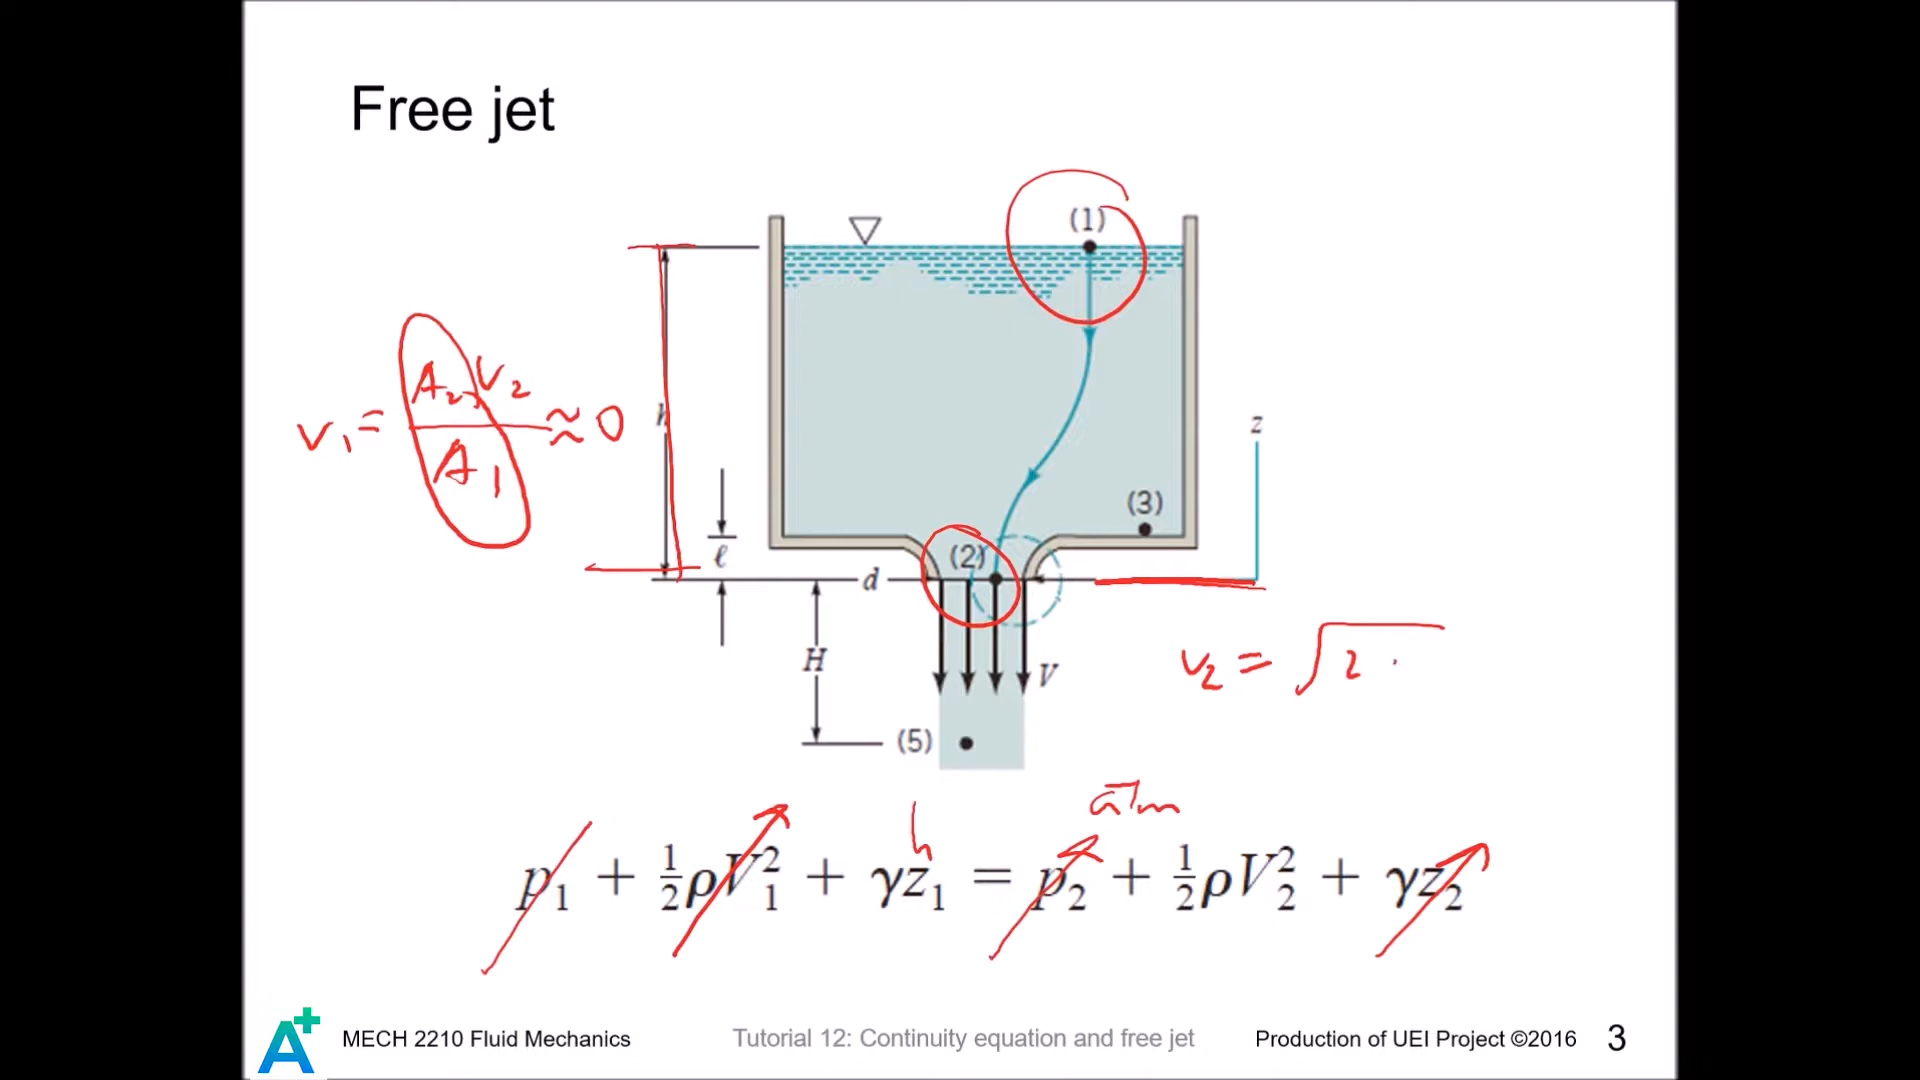 Free jet
(1)
V₁ = A₂V₂ / A₁ ≈ 0
h
z
(3)
(2)
ℓ
d
H
V
V₂ = √2
(5)
atm
h
p₁ + ½ρV₁² + γz₁ = p₂ + ½ρV₂² + γz₂
A+ MECH 2210 Fluid Mechanics Tutorial 12: Continuity equation and free jet Production of UEI Project ©2016 3